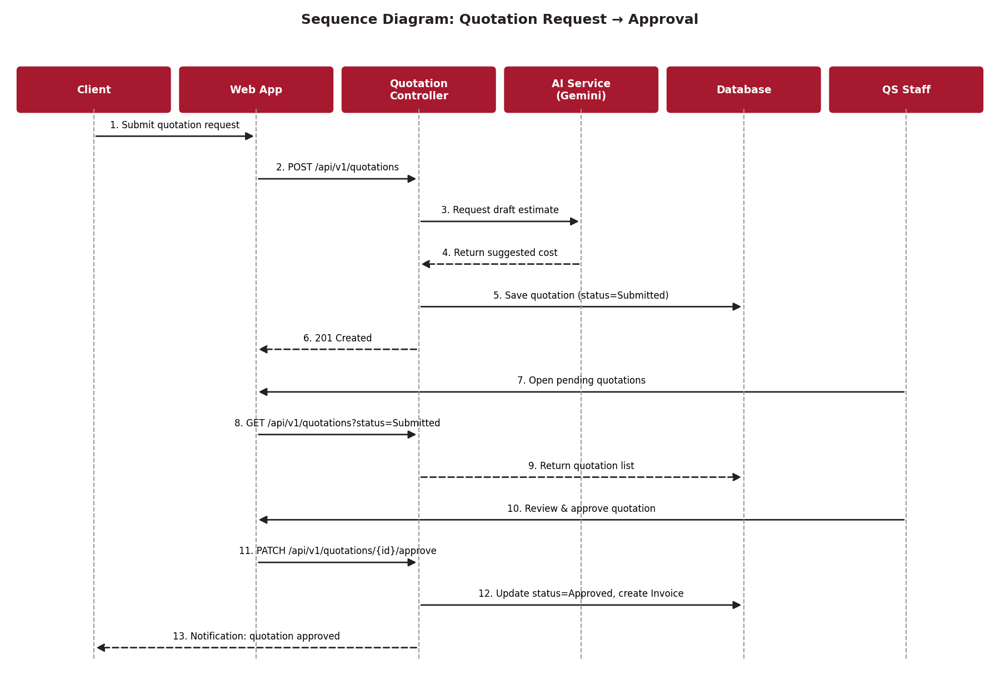 Sequence Diagram: Quotation Request → Approval
Client
Web App
Quotation
Controller
AI Service
(Gemini)
Database
QS Staff
1. Submit quotation request
2. POST /api/v1/quotations
3. Request draft estimate
4. Return suggested cost
5. Save quotation (status=Submitted)
6. 201 Created
7. Open pending quotations
8. GET /api/v1/quotations?status=Submitted
9. Return quotation list
10. Review & approve quotation
11. PATCH /api/v1/quotations/{id}/approve
12. Update status=Approved, create Invoice
13. Notification: quotation approved